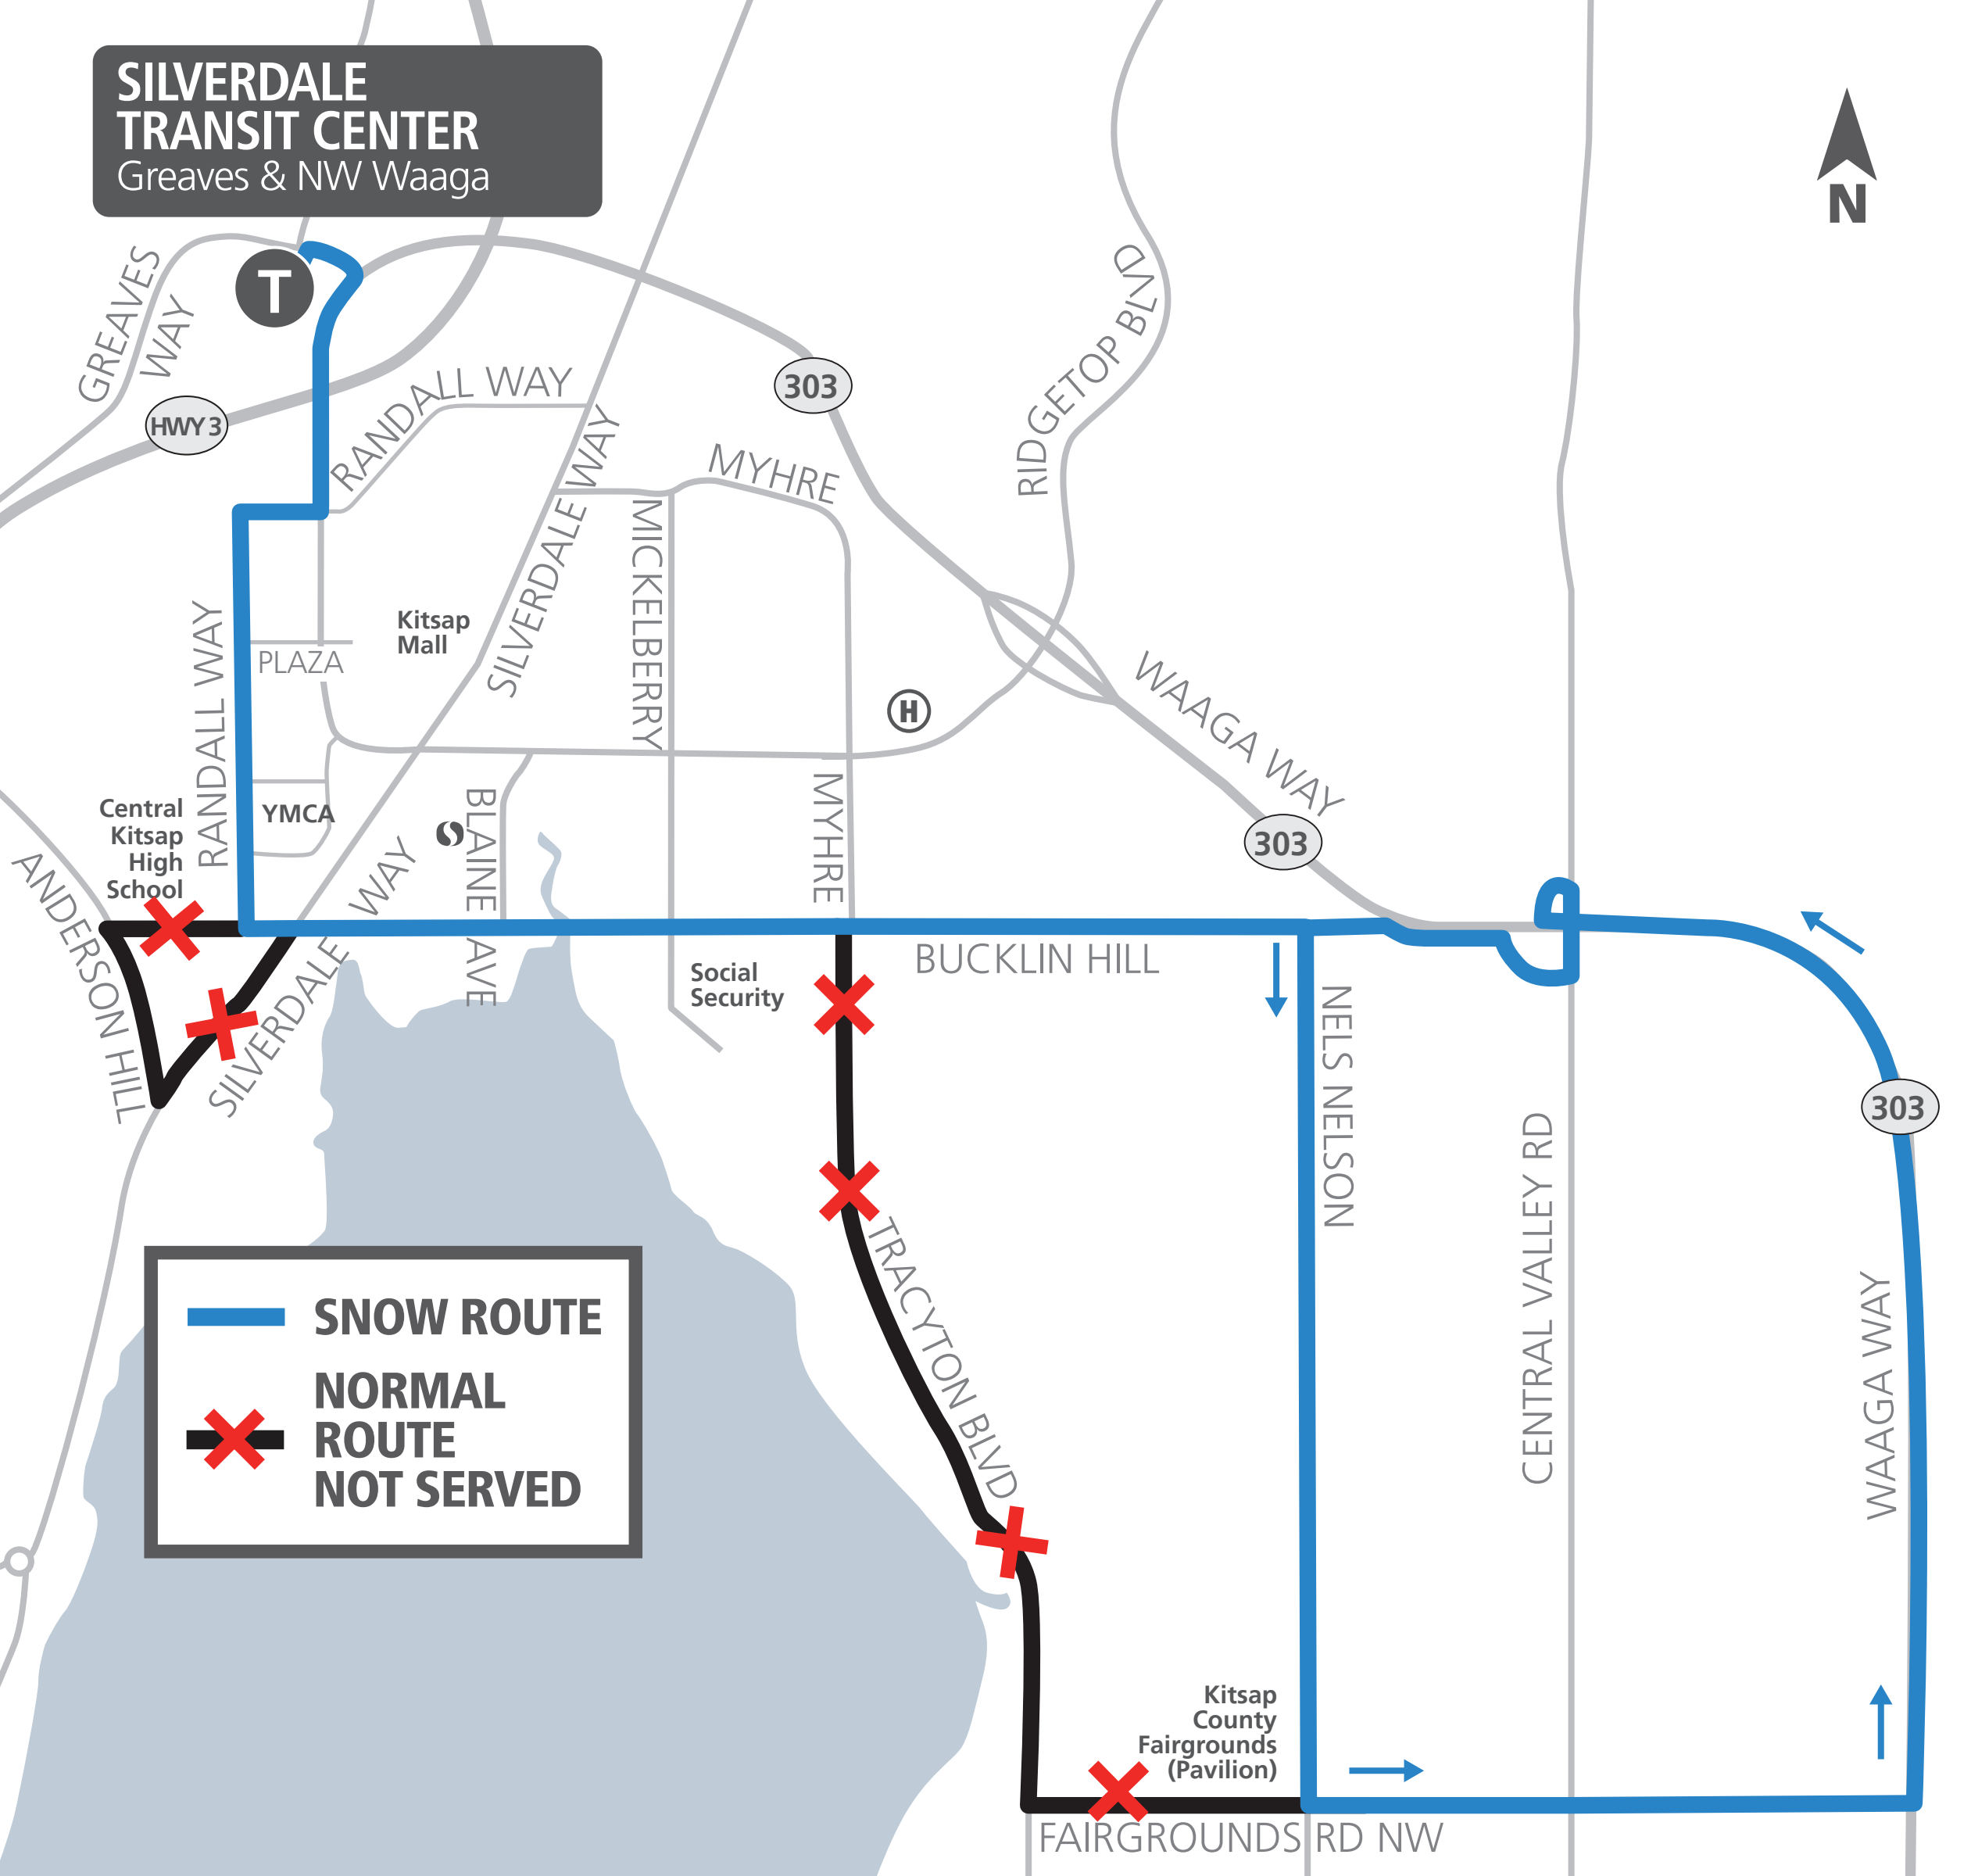 SILVERDALE
TRANSIT CENTER
Greaves & NW Waaga
N
GREAVES
WAY
T
HWY 3
RANDALL WAY
303
RIDGETOP BLVD
MYHRE
SILVERDALE WAY
MICKELBERRY
Kitsap
Mall
PLAZA
RANDALL WAY
H
WAAGA WAY
303
YMCA
Central
Kitsap
High
School
ANDERSON HILL
SILVERDALE WAY
BLAINE AVE
MYHRE
BUCKLIN HILL
Social
Security
NELS NELSON
CENTRAL VALLEY RD
303
WAAGA WAY
TRACYTON BLVD
SNOW ROUTE
NORMAL
ROUTE
NOT SERVED
Kitsap
County
Fairgrounds
(Pavilion)
FAIRGROUNDS RD NW